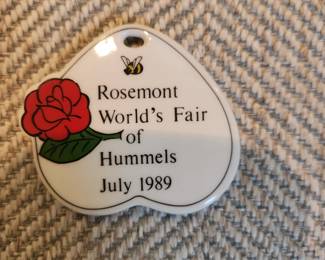 Rosemont
World's Fair
of
Hummels
July 1989